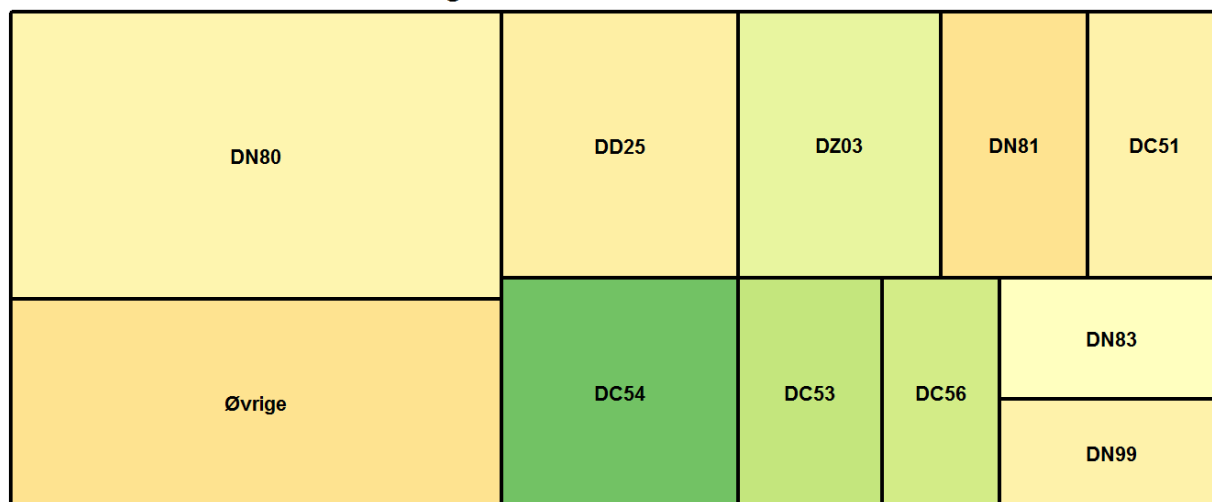 DN80
DD25
DZ03
DN81
DC51
Øvrige
DC54
DC53
DC56
DN83
DN99